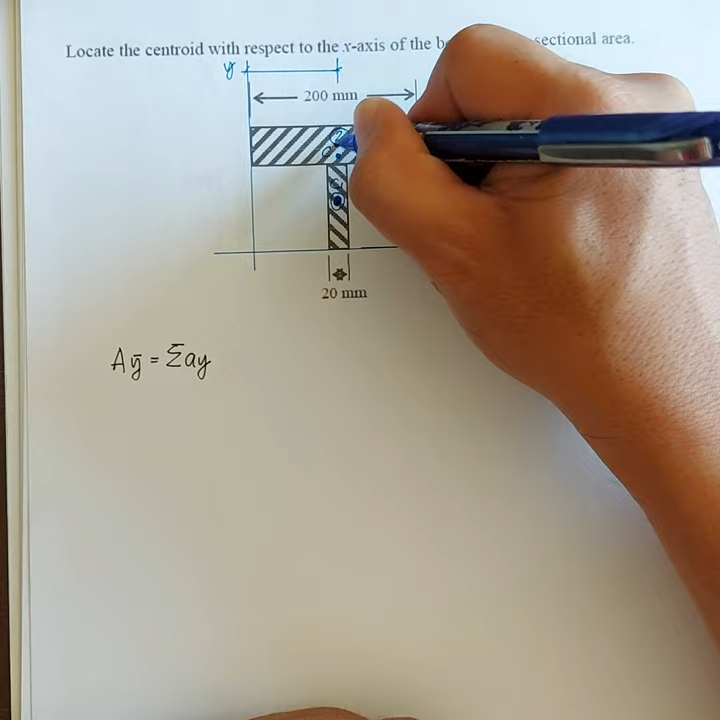 Locate the centroid with respect to the x-axis of the sectional area.
y
200 mm
20 mm
Aȳ = Σay